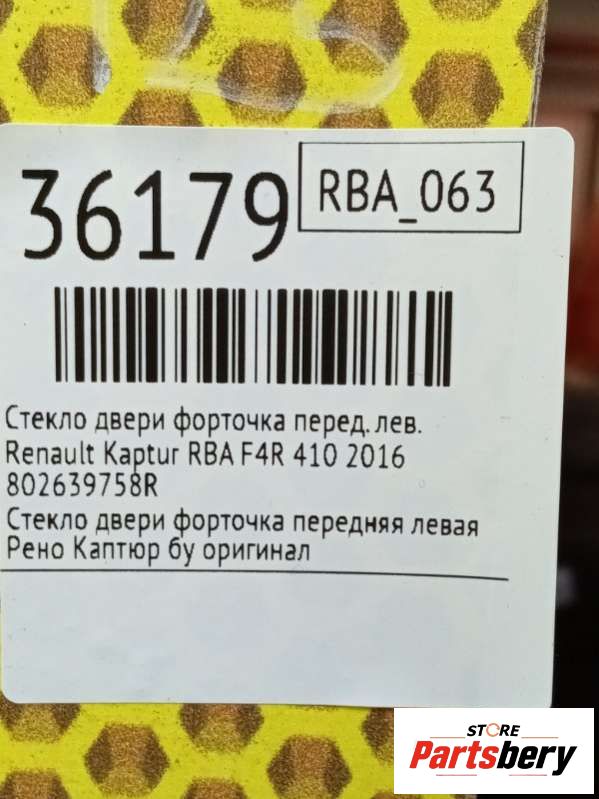 36179
RBA_063
Стекло двери форточка перед. лев.
Renault Kaptur RBA F4R 410 2016
802639758R
Стекло двери форточка передняя левая
Рено Каптюр бу оригинал
STORE
Partsbery